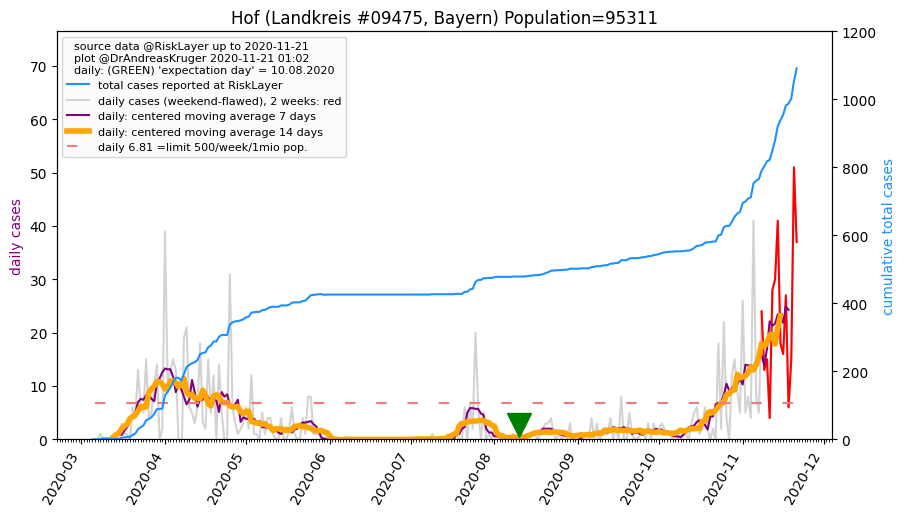 Hof (Landkreis #09475, Bayern) Population=95311
source data @RiskLayer up to 2020-11-21
plot @DrAndreasKruger 2020-11-21 01:02
daily: (GREEN) 'expectation day' = 10.08.2020
total cases reported at RiskLayer
daily cases (weekend-flawed), 2 weeks: red
daily: centered moving average 7 days
daily: centered moving average 14 days
daily 6.81 =limit 500/week/1mio pop.
daily cases
70
60
50
40
30
20
10
0
cumulative total cases
1200
1000
800
600
400
200
0
2020-03
2020-04
2020-05
2020-06
2020-07
2020-08
2020-09
2020-10
2020-11
2020-12